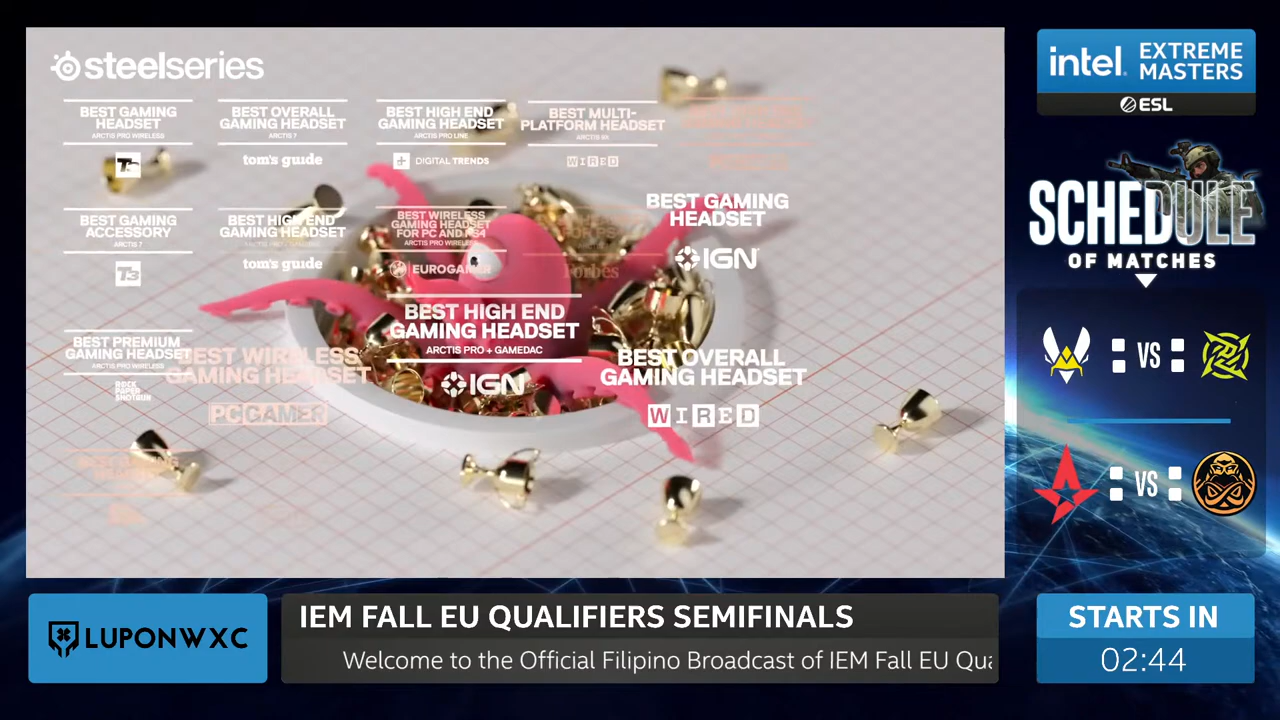 steelseries
BEST GAMING
HEADSET
ARCTIS PRO WIRELESS
T3
BEST OVERALL
GAMING HEADSET
ARCTIS 7
tom's guide
BEST HIGH END
GAMING HEADSET
ARCTIS PRO LINE
DIGITAL TRENDS
BEST MULTI-
PLATFORM HEADSET
WIRED
BEST GAMING
ACCESSORY
ARCTIS 7
T3
BEST HIGH END
GAMING HEADSET
tom's guide
BEST WIRELESS
GAMING HEADSET
FOR PC AND PS4
ARCTIS PRO WIRELESS
EUROGAMER
Forbes
BEST GAMING
HEADSET
IGN
BEST PREMIUM
GAMING HEADSET
ARCTIS PRO WIRELESS
ROCK
PAPER
SHOTGUN
BEST WIRELESS
GAMING HEADSET
PC GAMER
BEST HIGH END
GAMING HEADSET
ARCTIS PRO + GAMEDAC
IGN
BEST OVERALL
GAMING HEADSET
WIRED
intel. EXTREME
MASTERS
ESL
SCHEDULE
OF MATCHES
VS
VS
LUPONWXC
IEM FALL EU QUALIFIERS SEMIFINALS
Welcome to the Official Filipino Broadcast of IEM Fall EU Qua
STARTS IN
02:44